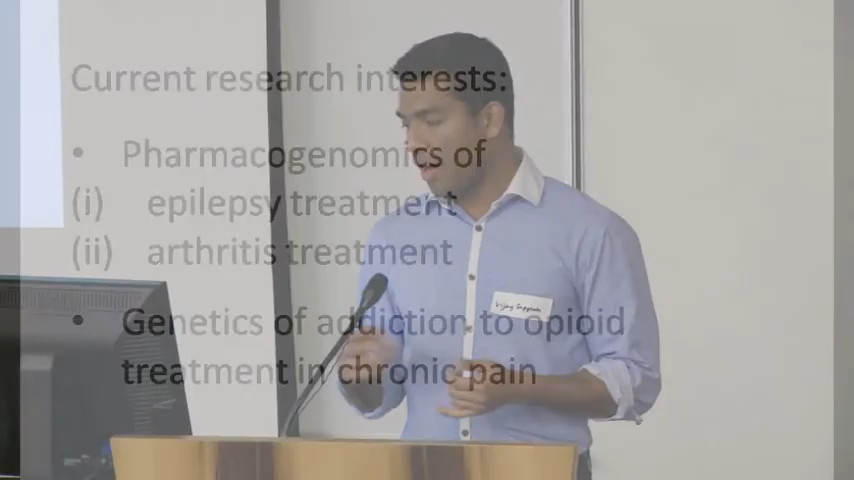 Current research interests:
• Pharmacogenomics of
(i) epilepsy treatment
(ii) arthritis treatment
• Genetics of addiction to opioid
treatment in chronic pain
Vijay